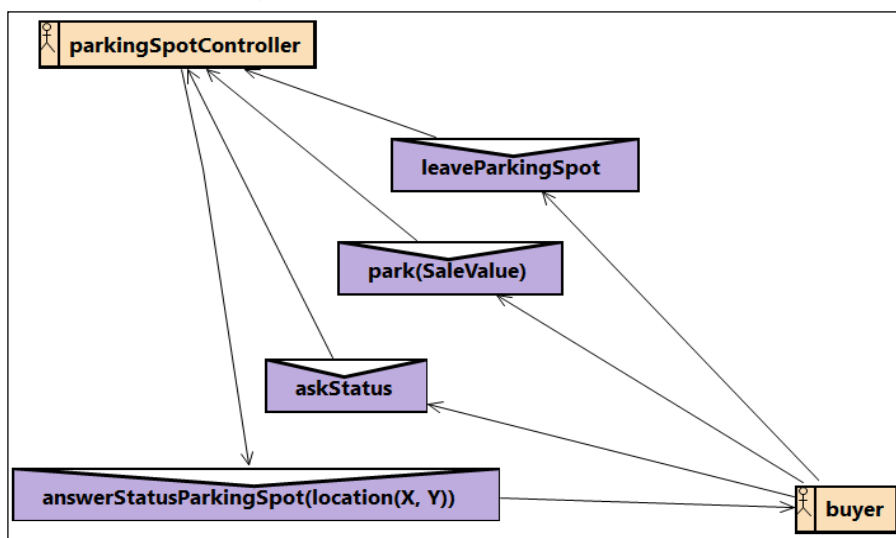 parkingSpotController
leaveParkingSpot
park(SaleValue)
askStatus
answerStatusParkingSpot(location(X, Y))
buyer